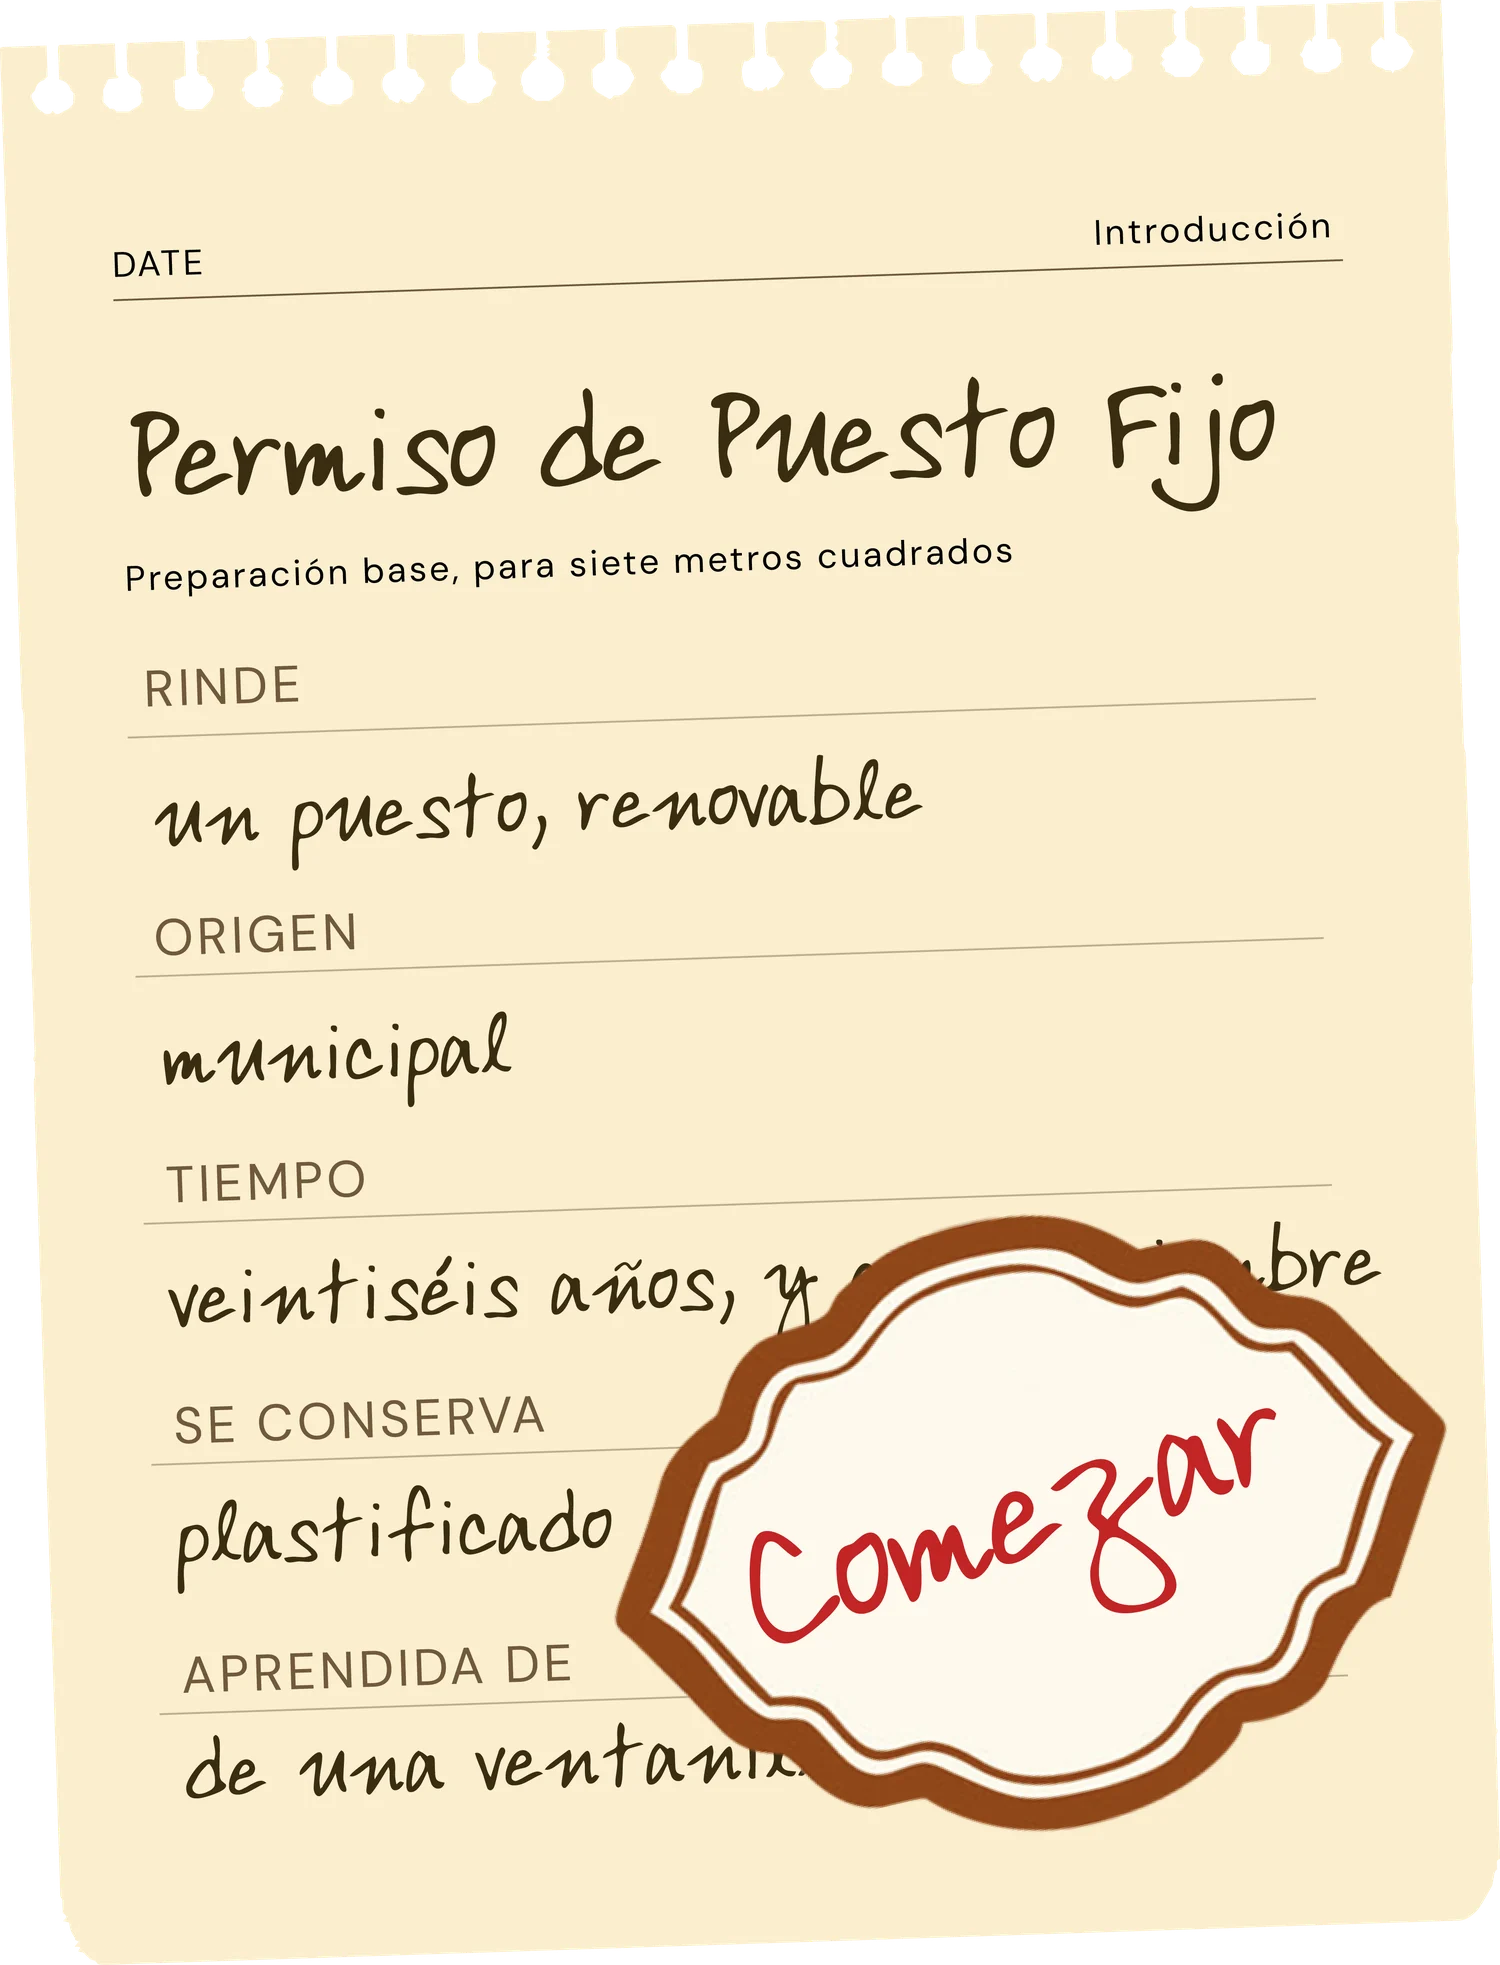 DATE
Introducción
Permiso de Puesto Fijo
Preparación base, para siete metros cuadrados
RINDE
un puesto, renovable
ORIGEN
municipal
TIEMPO
veintiséis años, y
SE CONSERVA
plastificado
Comezar
APRENDIDA DE
de una